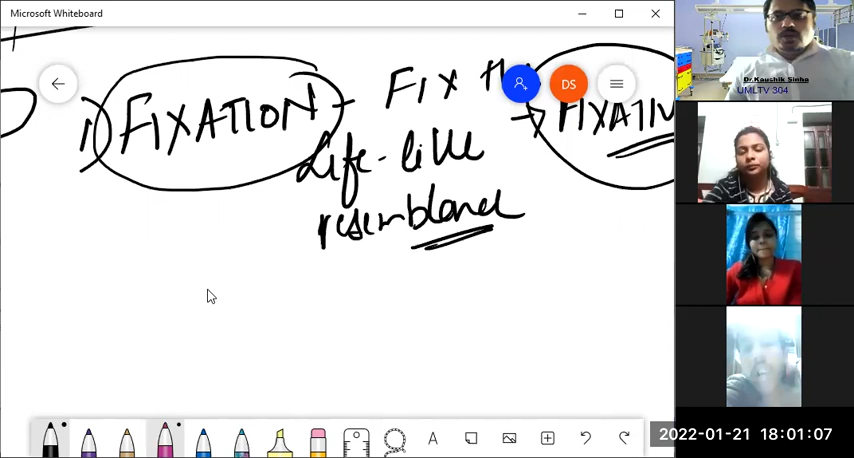 Microsoft Whiteboard
Dr.Kaushik Sinha
UMLTV 304
DS
1) FIXATION - FIX the → FIXATIV
Life-like
resemblance
A
2022-01-21 18:01:07